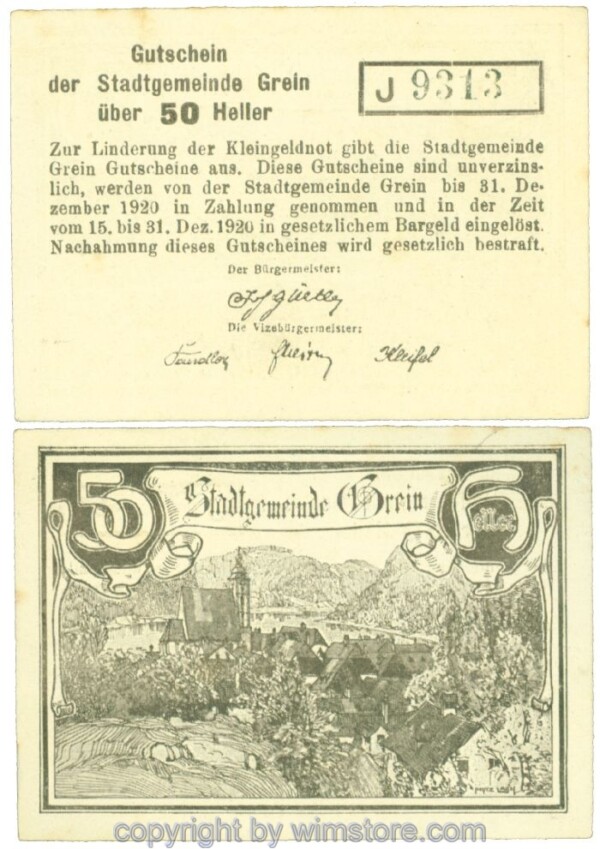 Gutschein
der Stadtgemeinde Grein
über 50 Heller
J 9313
Zur Linderung der Kleingeldnot gibt die Stadtgemeinde
Grein Gutscheine aus. Diese Gutscheine sind unverzins-
lich, werden von der Stadtgemeinde Grein bis 31. De-
zember 1920 in Zahlung genommen und in der Zeit
vom 15. bis 31. Dez. 1920 in gesetzlichem Bargeld eingelöst.
Nachahmung dieses Gutscheines wird gesetzlich bestraft.
Der Bürgermeister:
Die Vizebürgermeister:
50 Stadtgemeinde Grein Heller
copyright by wimstore.com